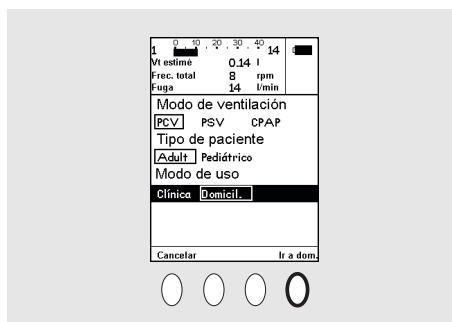 0 10 20 30 40
1 14
Vt estimé 0.14 l
Frec. total 8 rpm
Fuga 14 l/min
Modo de ventilación
PCV PSV CPAP
Tipo de paciente
Adult Pediátrico
Modo de uso
Clínica Domicil.
Cancelar Ir a dom.